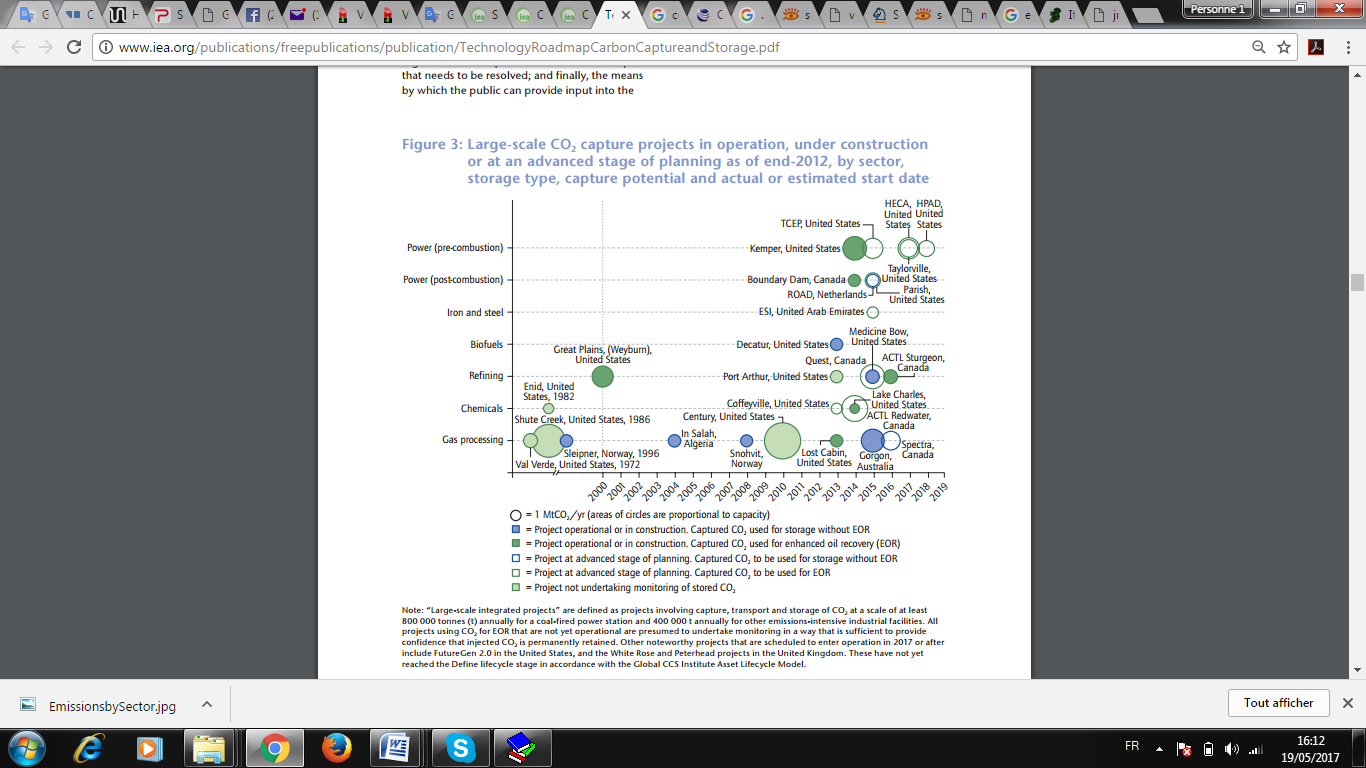 Personne 1
www.iea.org/publications/freepublications/publication/TechnologyRoadmapCarbonCaptureandStorage.pdf
that needs to be resolved; and finally, the means
by which the public can provide input into the
Figure 3: Large-scale CO₂ capture projects in operation, under construction
or at an advanced stage of planning as of end-2012, by sector,
storage type, capture potential and actual or estimated start date
HECA, United States
HPAD, United States
TCEP, United States
Power (pre-combustion)
Kemper, United States
Taylorville, United States
Power (post-combustion)
Boundary Dam, Canada
ROAD, Netherlands
Parish, United States
Iron and steel
ESI, United Arab Emirates
Medicine Bow, United States
Biofuels
Decatur, United States
Great Plains, (Weyburn), United States
Quest, Canada
ACTL Sturgeon, Canada
Refining
Port Arthur, United States
Enid, United States, 1982
Lake Charles, United States
Chemicals
Coffeyville, United States
ACTL Redwater, Canada
Shute Creek, United States, 1986
Century, United States
Gas processing
In Salah, Algeria
Sleipner, Norway, 1996
Snohvit, Norway
Lost Cabin, United States
Gorgon, Australia
Spectra, Canada
Val Verde, United States, 1972
2000 2001 2002 2003 2004 2005 2006 2007 2008 2009 2010 2011 2012 2013 2014 2015 2016 2017 2018 2019
= 1 MtCO₂/yr (areas of circles are proportional to capacity)
= Project operational or in construction. Captured CO₂ used for storage without EOR
= Project operational or in construction. Captured CO₂ used for enhanced oil recovery (EOR)
= Project at advanced stage of planning. Captured CO₂ to be used for storage without EOR
= Project at advanced stage of planning. Captured CO₂ to be used for EOR
= Project not undertaking monitoring of stored CO₂
Note: “Large-scale integrated projects” are defined as projects involving capture, transport and storage of CO₂ at a scale of at least
800 000 tonnes (t) annually for a coal-fired power station and 400 000 t annually for other emissions-intensive industrial facilities. All
projects using CO₂ for EOR that are not yet operational are presumed to undertake monitoring in a way that is sufficient to provide
confidence that injected CO₂ is permanently retained. Other noteworthy projects that are scheduled to enter operation in 2017 or after
include FutureGen 2.0 in the United States, and the White Rose and Peterhead projects in the United Kingdom. These have not yet
reached the Define lifecycle stage in accordance with the Global CCS Institute Asset Lifecycle Model.
EmissionsbySector.jpg
Tout afficher
FR
16:12
19/05/2017